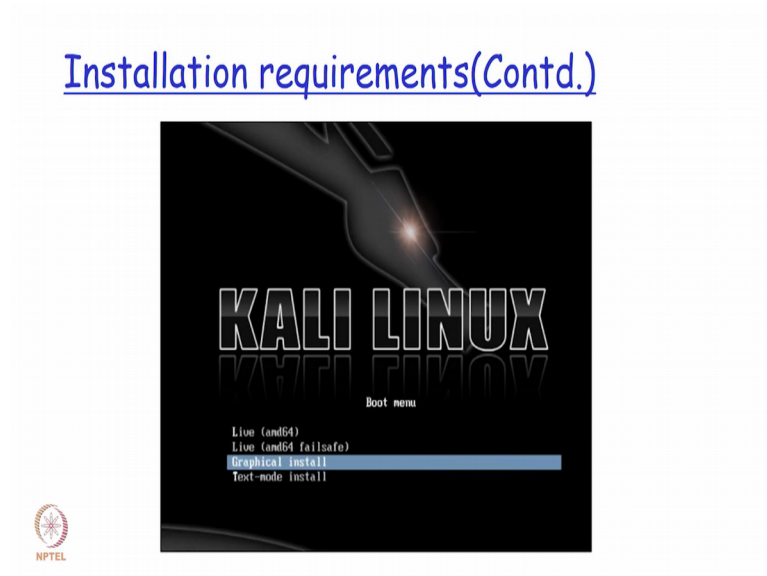 Installation requirements(Contd.)
KALI LINUX
Boot menu
Live (amd64)
Live (amd64 failsafe)
Graphical install
Text-mode install
NPTEL